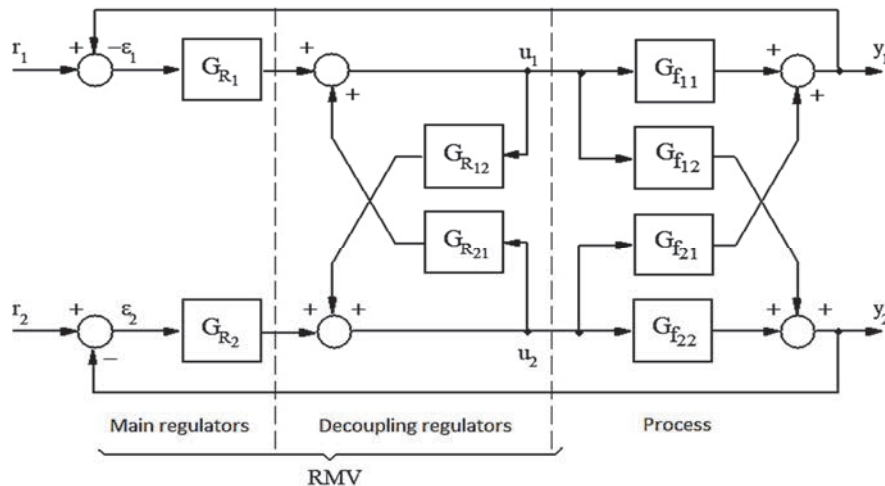 r1 + −ε1 GR1 + + u1 Gf11 + + y1
GR12 Gf12
GR21 Gf21
r2 + − ε2 GR2 + + u2 Gf22 + + y2
Main regulators Decoupling regulators Process
RMV